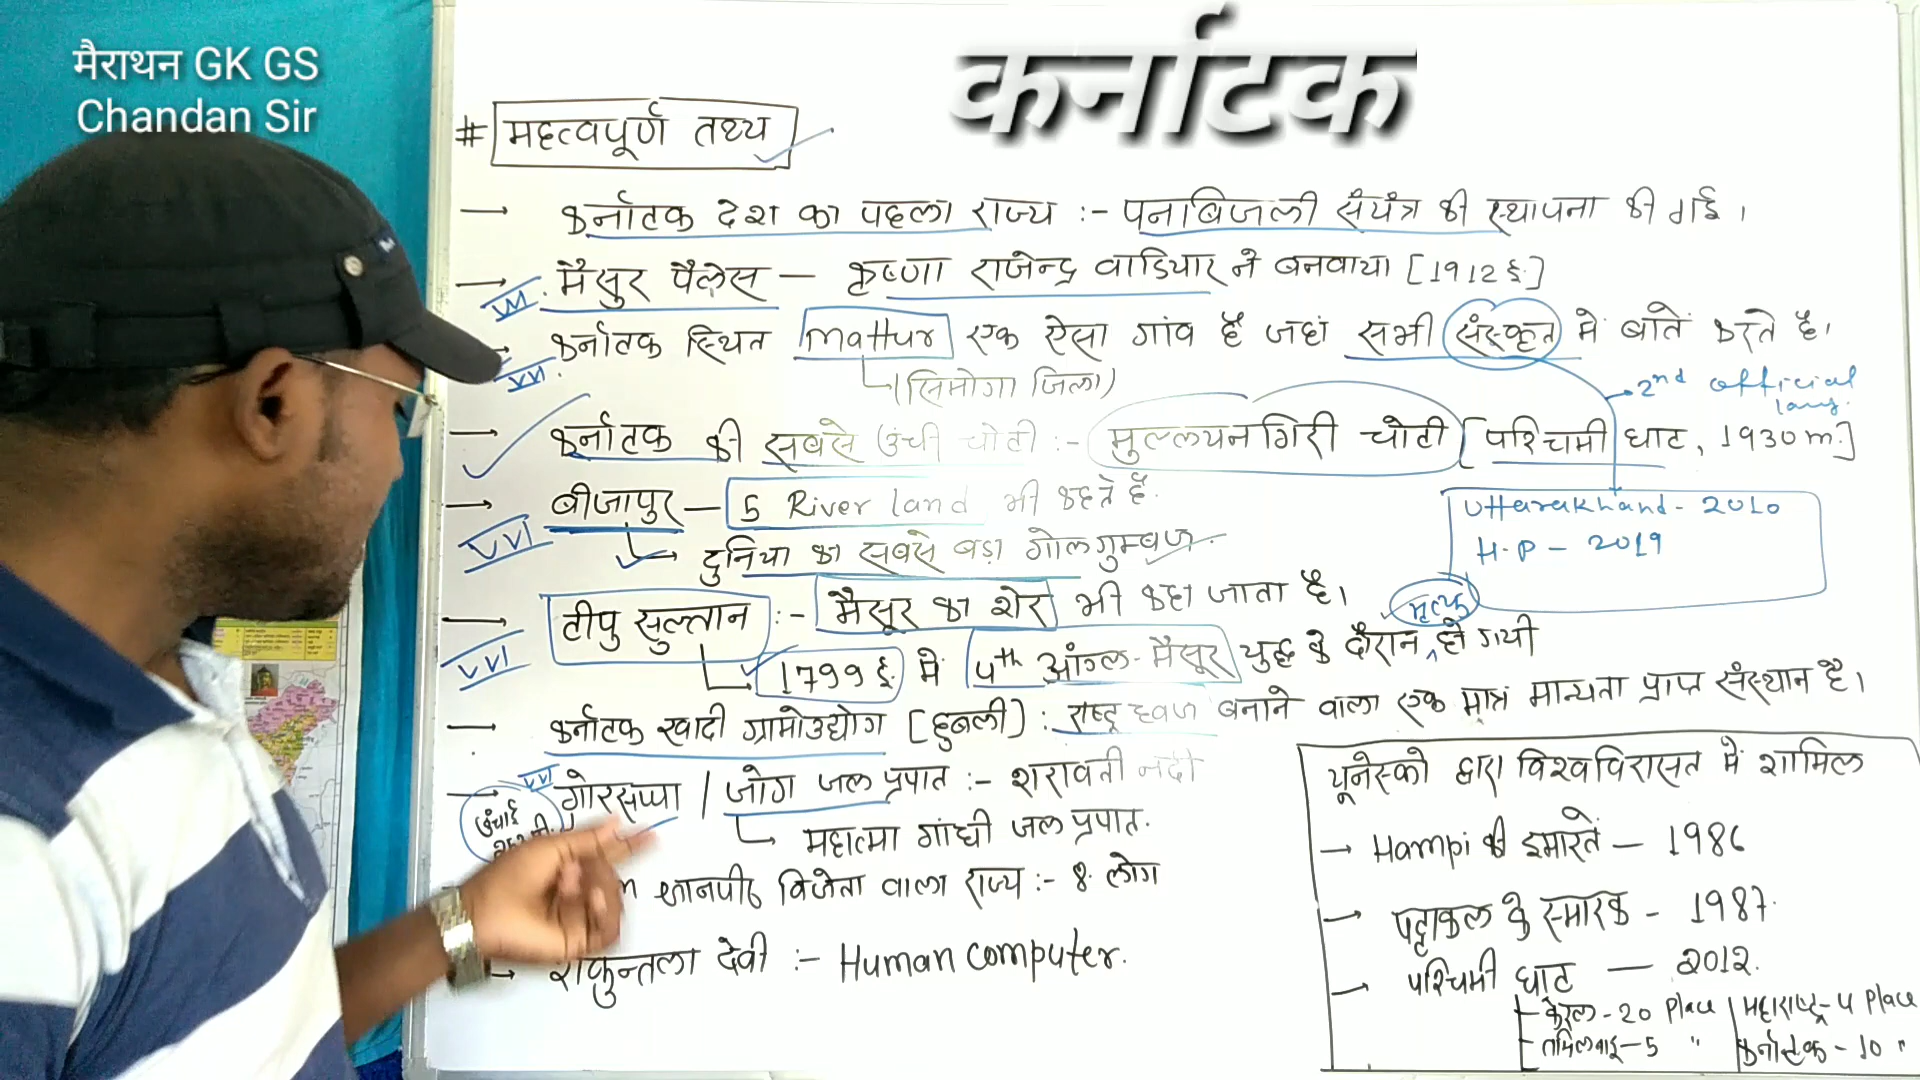 मैराथन GK GS
Chandan Sir
कर्नाटक
# महत्वपूर्ण तथ्य
→ कर्नाटक देश का पहला राज्य :- पनबिजली संयंत्र की स्थापना की गई।
→ मैसुर पैलेस — कृष्णा राजेन्द्र वाडियार ने बनवाया [1912 ई.]
VVI
→ कर्नाटक स्थित Mattur एक ऐसा गांव है जहां सभी संस्कृत में बातें करते है।
VVI
(सिमोगा जिला)
→ 2nd official lang.
→ कर्नाटक की सबसे उंची चोटी :- मुल्लयनगिरी चोटी [पश्चिमी घाट, 1930 m.]
→ बीजापुर — 5 River land भी कहते है.
VVI
Uttarakhand - 2010
H.P - 2019
→ दुनिया का सबसे बड़ा गोलगुम्बज.
→ टीपु सुल्तान :- मैसूर का शेर भी कहा जाता है।
VVI
मृत्यु
1799 ई. में 4th आंग्ल-मैसूर युद्ध के दौरान हो गयी
→ कर्नाटक खादी ग्रामोउद्योग [हुबली] : राष्ट्र ध्वज बनाने वाला एक मात्र मान्यता प्राप्त संस्थान है।
→ गोरसप्पा / जोग जल प्रपात :- शरावती नदी
VVI
उंचाई
→ महात्मा गांधी जल प्रपात.
ज्ञानपीठ विजेता वाला राज्य :- 8 लोग
→ शकुन्तला देवी :- Human computer.
यूनेस्को द्वारा विश्वविरासत में शामिल
→ Hampi की इमारतें — 1986
→ पट्टाकल के स्मारक - 1987.
→ पश्चिमी घाट — 2012.
केरल - 20 Place | महाराष्ट्र - 4 Place
तमिलनाडु - 5 " | कर्नाटक - 10 "